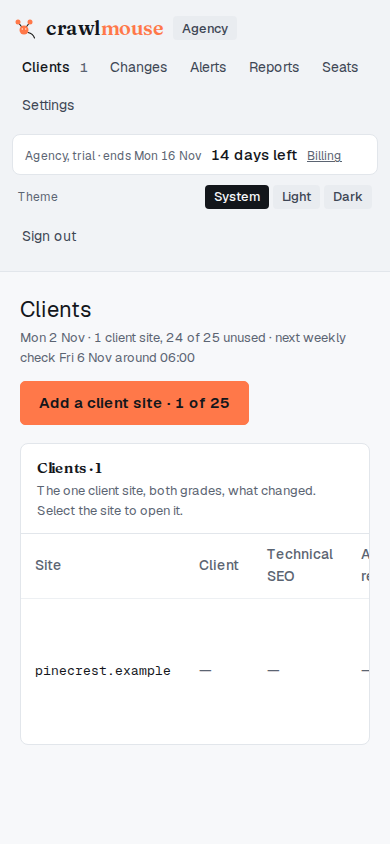 crawlmouse Agency
Clients 1 Changes Alerts Reports Seats
Settings
Agency, trial · ends Mon 16 Nov 14 days left Billing
Theme System Light Dark
Sign out
Clients
Mon 2 Nov · 1 client site, 24 of 25 unused · next weekly
check Fri 6 Nov around 06:00
Add a client site · 1 of 25
Clients · 1
The one client site, both grades, what changed.
Select the site to open it.
Site Client Technical
SEO
pinecrest.example — — —